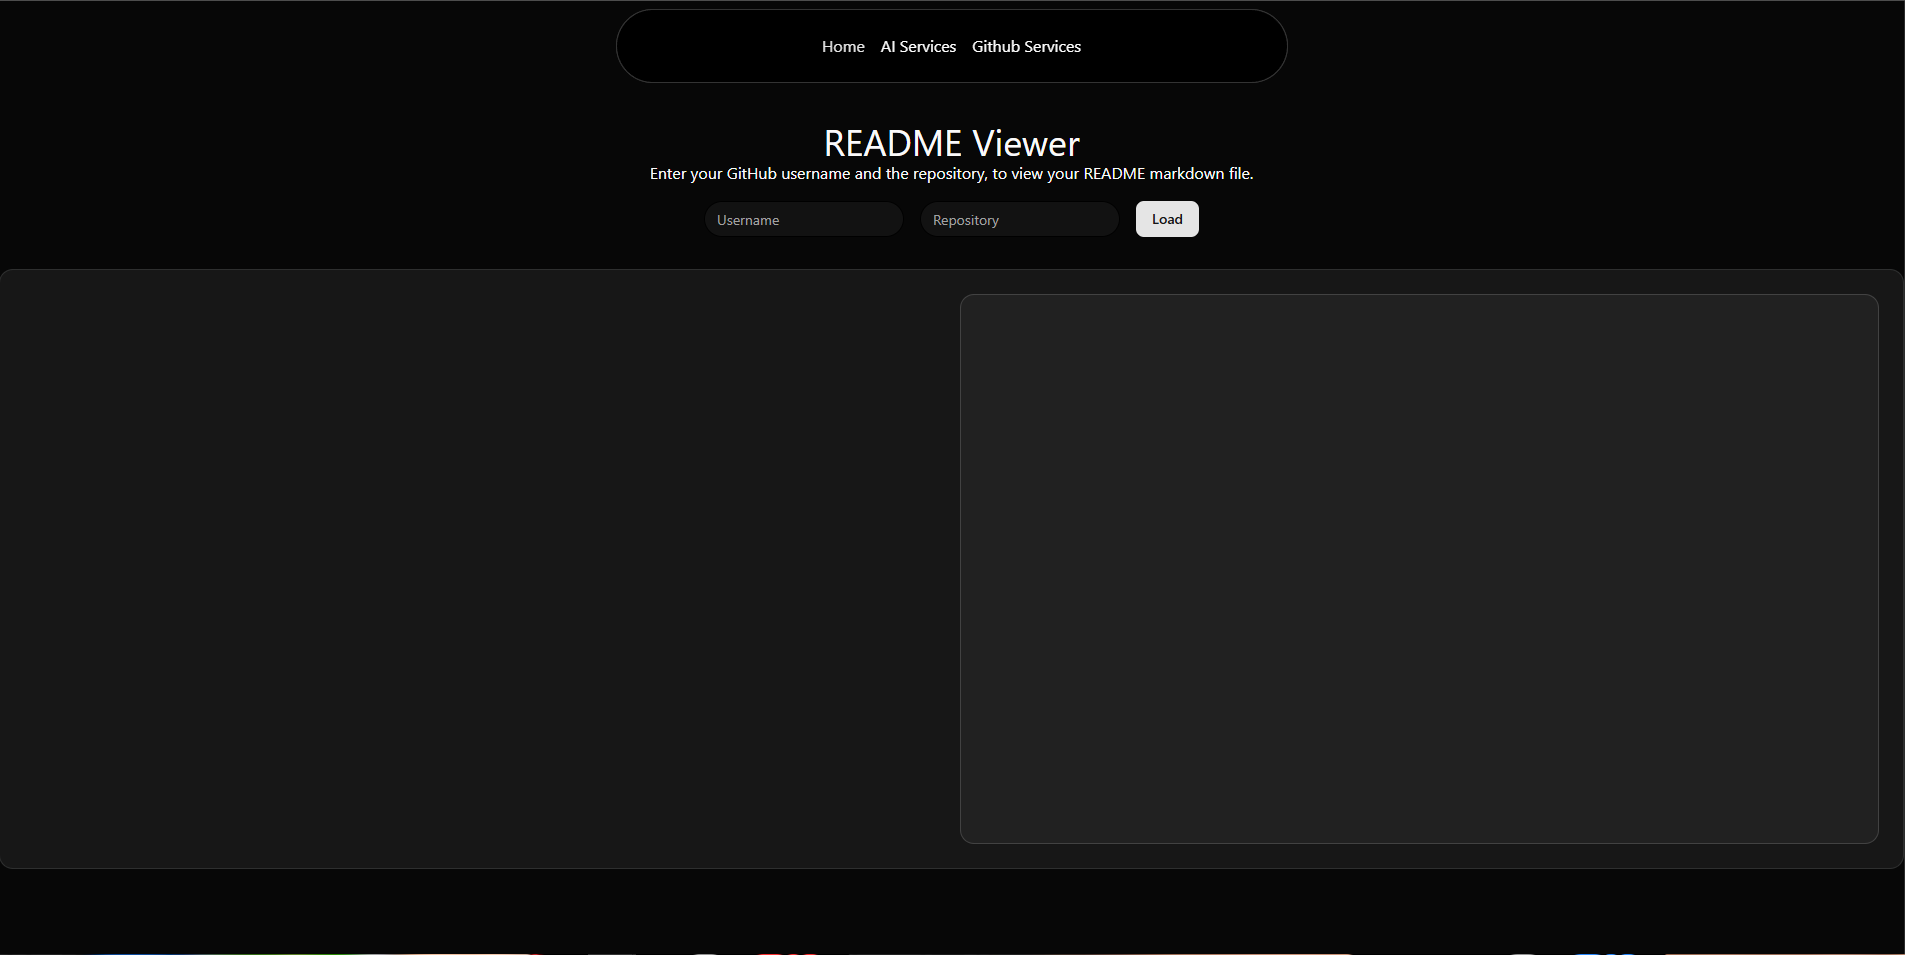 Home AI Services Github Services
README Viewer
Enter your GitHub username and the repository, to view your README markdown file.
Username Repository Load